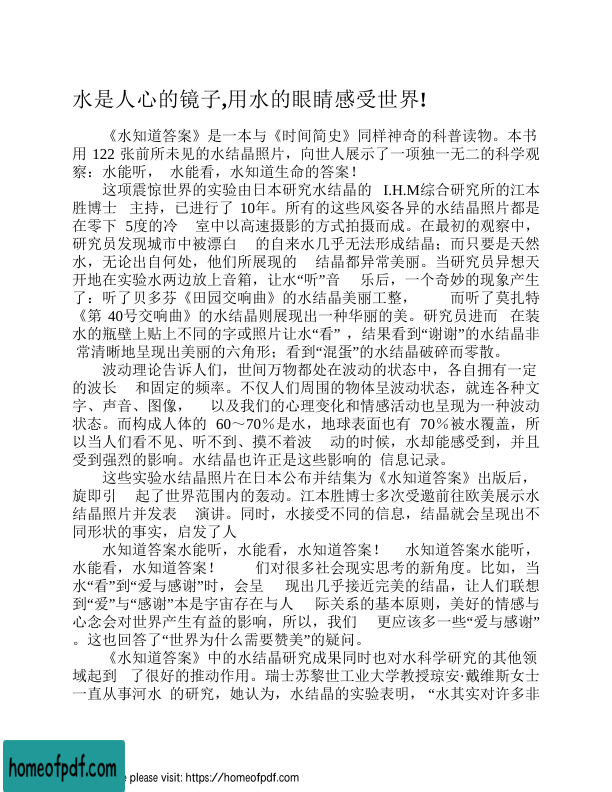 水是人心的镜子,用水的眼睛感受世界!
《水知道答案》是一本与《时间简史》同样神奇的科普读物。本书
用 122 张前所未见的水结晶照片，向世人展示了一项独一无二的科学观
察：水能听， 水能看，水知道生命的答案！
这项震惊世界的实验由日本研究水结晶的 I.H.M综合研究所的江本
胜博士 主持，已进行了 10年。所有的这些风姿各异的水结晶照片都是
在零下 5度的冷 室中以高速摄影的方式拍摄而成。在最初的观察中，
研究员发现城市中被漂白 的自来水几乎无法形成结晶；而只要是天然
水，无论出自何处，他们所展现的 结晶都异常美丽。当研究员异想天
开地在实验水两边放上音箱，让水“听”音 乐后，一个奇妙的现象产生
了：听了贝多芬《田园交响曲》的水结晶美丽工整， 而听了莫扎特
《第 40号交响曲》的水结晶则展现出一种华丽的美。研究员进而 在装
水的瓶壁上贴上不同的字或照片让水“看” ，结果看到“谢谢”的水结晶非
常清晰地呈现出美丽的六角形；看到“混蛋”的水结晶破碎而零散。
波动理论告诉人们，世间万物都处在波动的状态中，各自拥有一定
的波长 和固定的频率。不仅人们周围的物体呈波动状态，就连各种文
字、声音、图像， 以及我们的心理变化和情感活动也呈现为一种波动
状态。而构成人体的 60～70％是水，地球表面也有 70％被水覆盖，所
以当人们看不见、听不到、摸不着波 动的时候，水却能感受到，并且
受到强烈的影响。水结晶也许正是这些影响的 信息记录。
这些实验水结晶照片在日本公布并结集为《水知道答案》出版后，
旋即引 起了世界范围内的轰动。江本胜博士多次受邀前往欧美展示水
结晶照片并发表 演讲。同时，水接受不同的信息，结晶就会呈现出不
同形状的事实，启发了人
水知道答案水能听，水能看，水知道答案！ 水知道答案水能听，
水能看，水知道答案！ 们对很多社会现实思考的新角度。比如，当
水“看”到“爱与感谢”时，会呈 现出几乎接近完美的结晶，让人们联想
到“爱”与“感谢”本是宇宙存在与人 际关系的基本原则，美好的情感与
心念会对世界产生有益的影响，所以，我们 更应该多一些“爱与感谢”
。这也回答了“世界为什么需要赞美”的疑问。
《水知道答案》中的水结晶研究成果同时也对水科学研究的其他领
域起到 了很好的推动作用。瑞士苏黎世工业大学教授琼安·戴维斯女士
一直从事河水 的研究，她认为，水结晶的实验表明， “水其实对许多非
homeofpdf.com
e please visit: https://homeofpdf.com